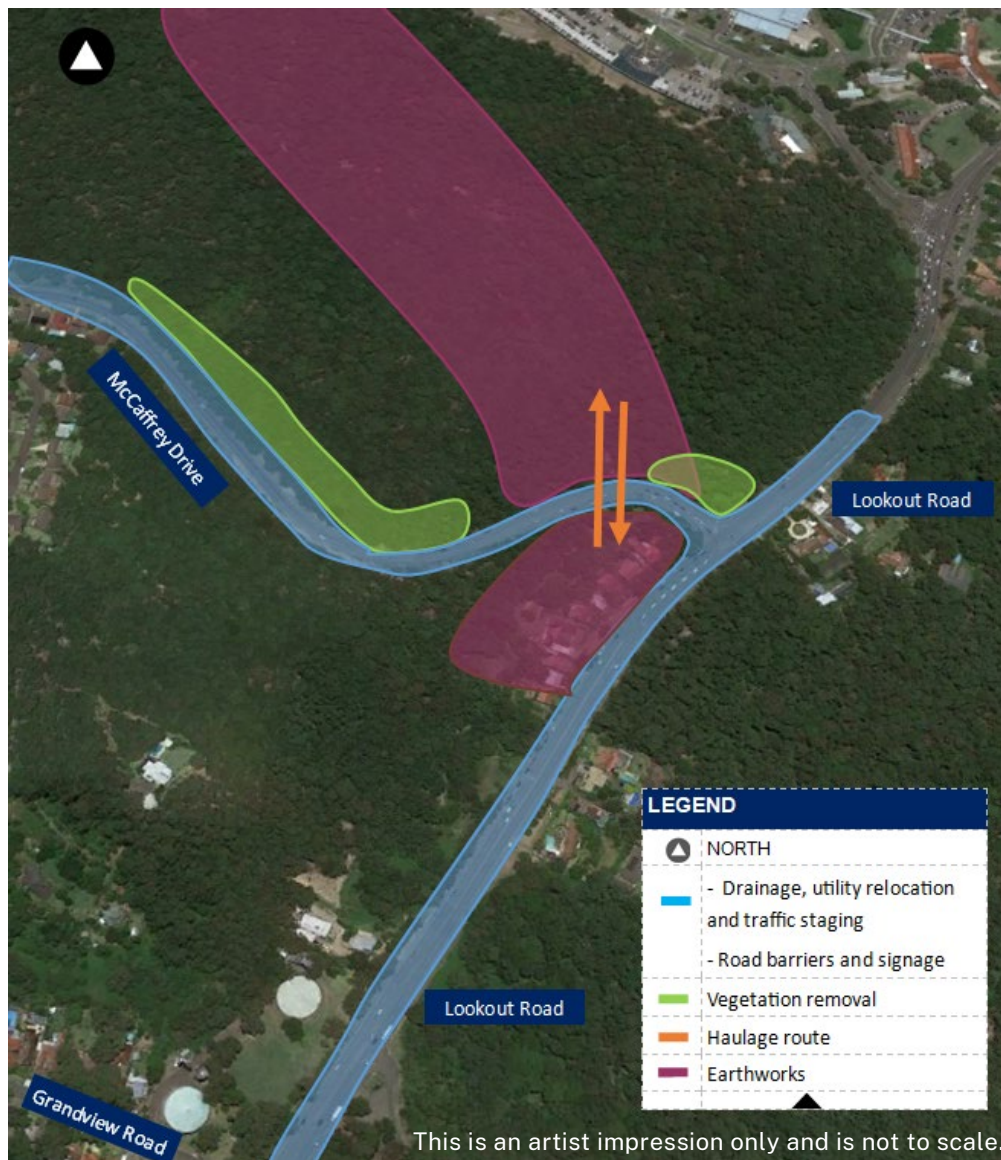 McCaffrey Drive
Lookout Road
Lookout Road
Grandview Road
LEGEND
NORTH
- Drainage, utility relocation
and traffic staging
- Road barriers and signage
Vegetation removal
Haulage route
Earthworks
This is an artist impression only and is not to scale.